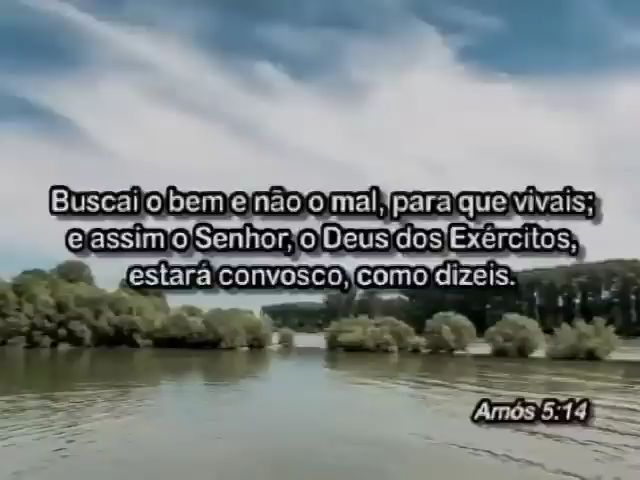 Buscai o bem e não o mal, para que vivais;
e assim o Senhor, o Deus dos Exércitos,
estará convosco, como dizeis.
Amós 5:14